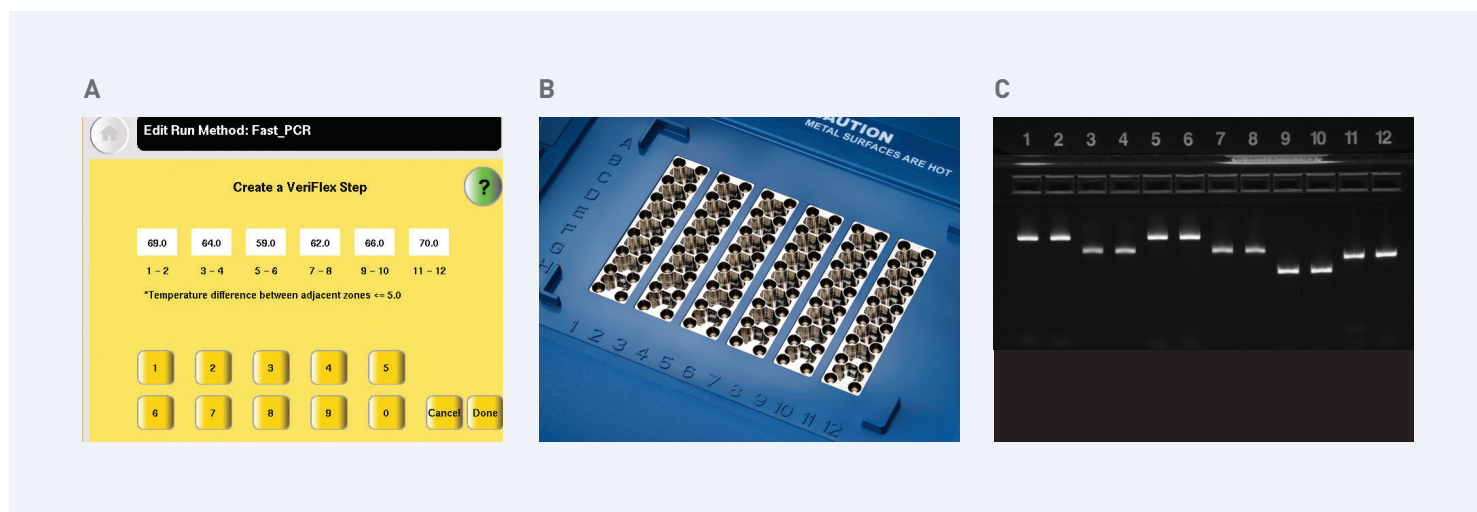 A
Edit Run Method: Fast_PCR
Create a VeriFlex Step
?
69.0 64.0 59.0 62.0 66.0 70.0
1 – 2 3 – 4 5 – 6 7 – 8 9 – 10 11 – 12
*Temperature difference between adjacent zones <= 5.0
1 2 3 4 5
6 7 8 9 0 Cancel Done
B
CAUTION
METAL SURFACES ARE HOT
A
B
C
D
E
F
G
H
1 2 3 4 5 6 7 8 9 10 11 12
C
1 2 3 4 5 6 7 8 9 10 11 12